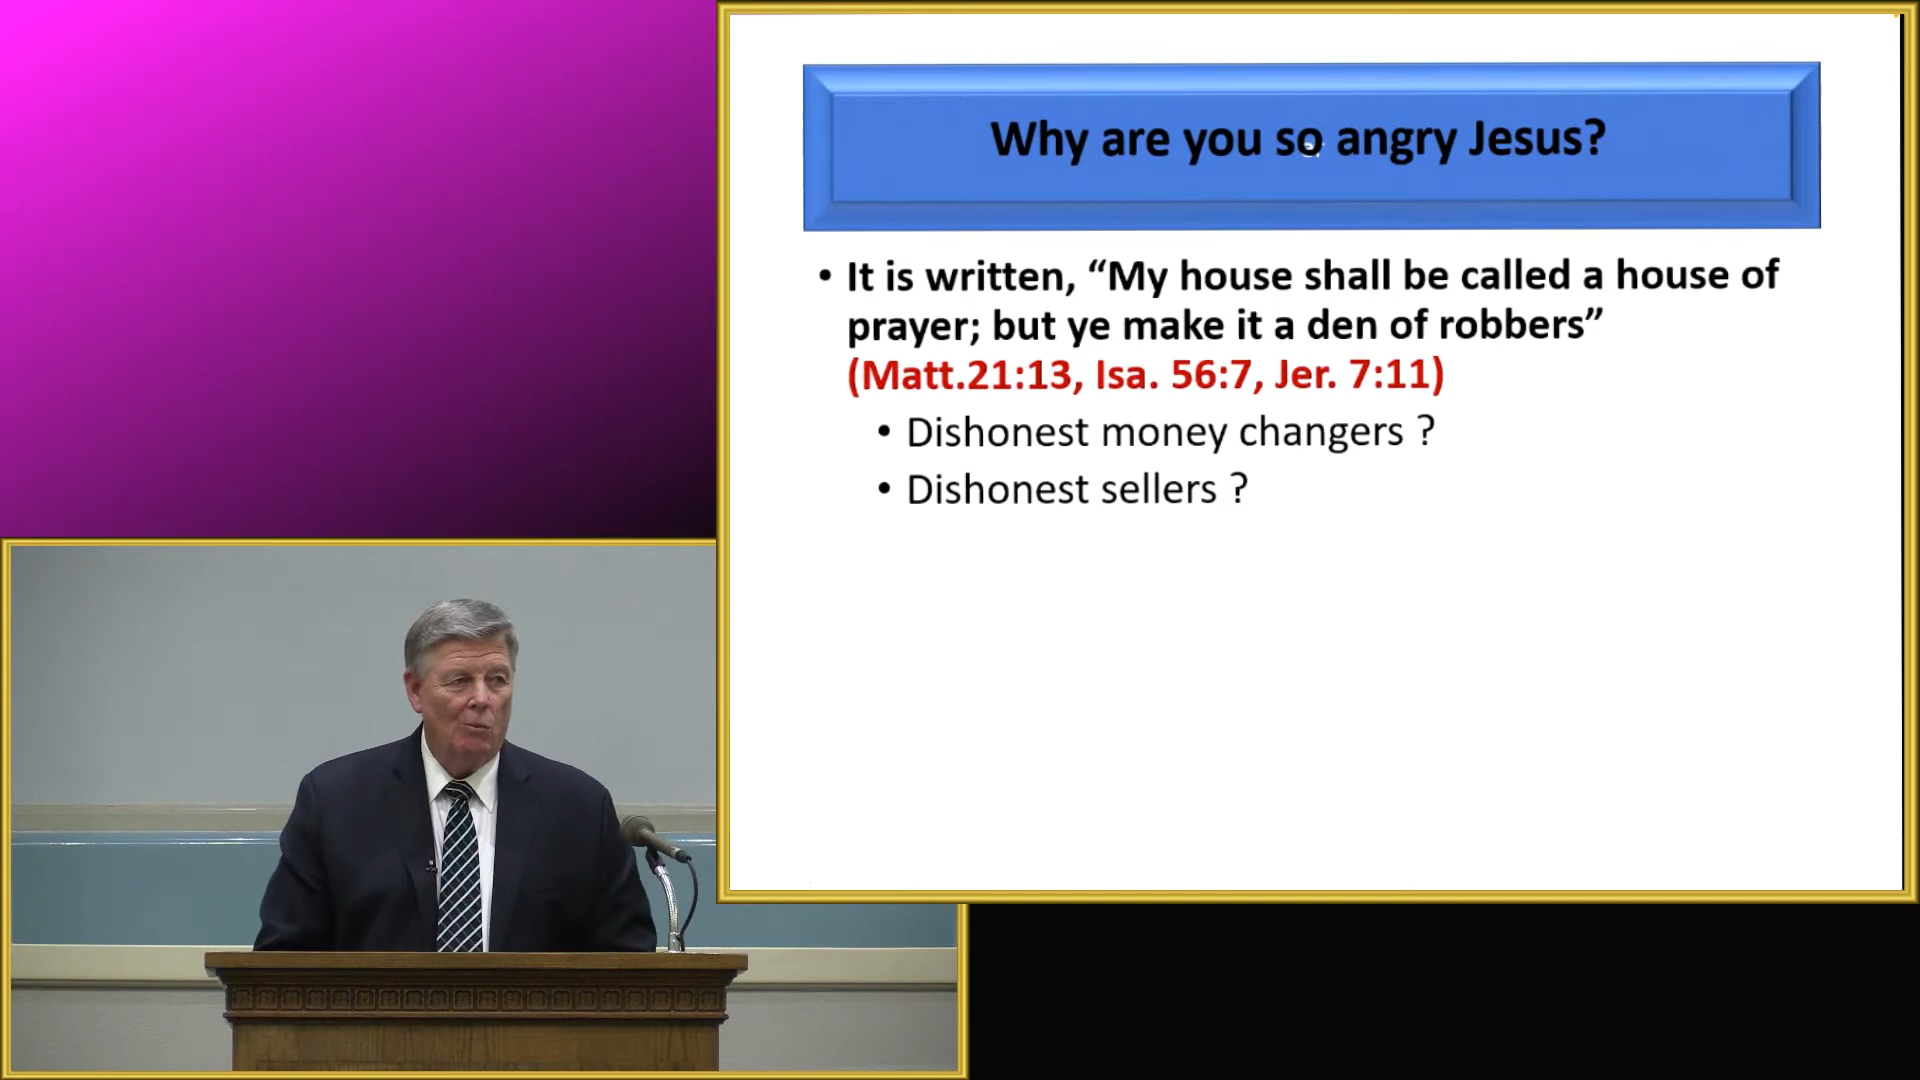 Why are you so angry Jesus?
• It is written, “My house shall be called a house of
prayer; but ye make it a den of robbers”
(Matt.21:13, Isa. 56:7, Jer. 7:11)
• Dishonest money changers ?
• Dishonest sellers ?